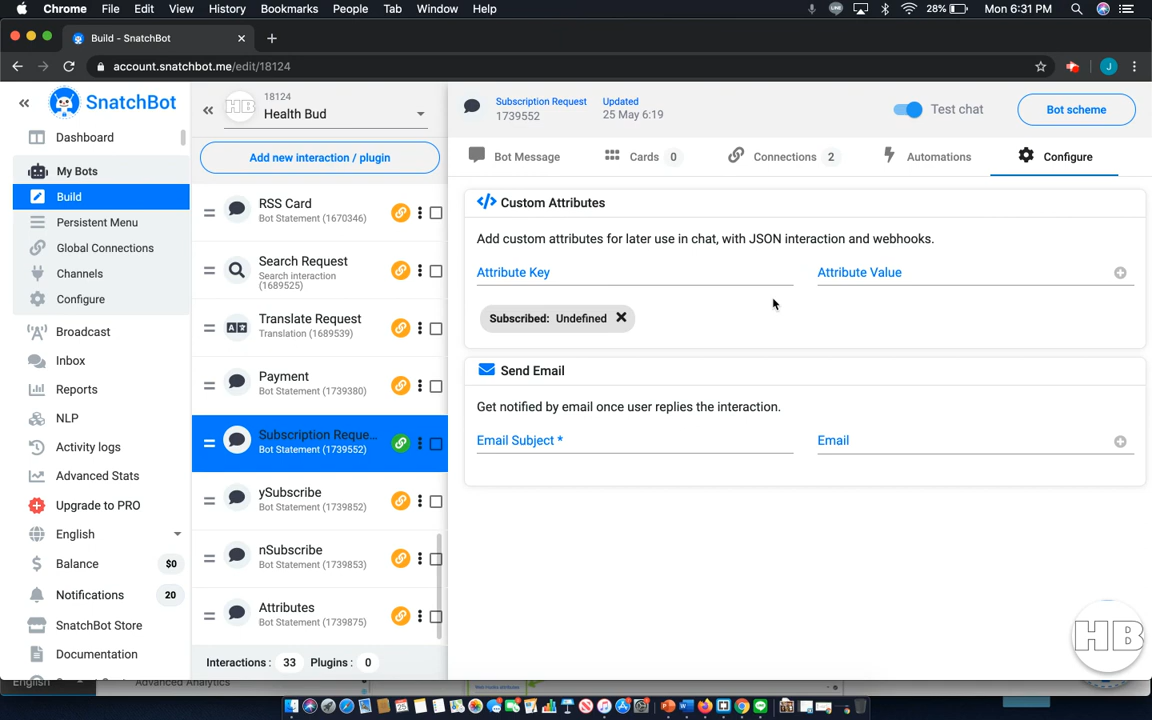 Chrome File Edit View History Bookmarks People Tab Window Help 28% Mon 6:31 PM
Build - SnatchBot
account.snatchbot.me/edit/18124 J
SnatchBot
Dashboard
My Bots
Build
Persistent Menu
Global Connections
Channels
Configure
Broadcast
Inbox
Reports
NLP
Activity logs
Advanced Stats
Upgrade to PRO
English
Balance $0
Notifications 20
SnatchBot Store
Documentation
HB 18124
Health Bud
Add new interaction / plugin
RSS Card
Bot Statement (1670346)
Search Request
Search interaction
(1689525)
Translate Request
Translation (1689539)
Payment
Bot Statement (1739380)
Subscription Reque...
Bot Statement (1739552)
ySubscribe
Bot Statement (1739852)
nSubscribe
Bot Statement (1739853)
Attributes
Bot Statement (1739875)
Interactions : 33 Plugins : 0
Subscription Request
1739552
Updated
25 May 6:19
Test chat
Bot scheme
Bot Message Cards 0 Connections 2 Automations Configure
Custom Attributes
Add custom attributes for later use in chat, with JSON interaction and webhooks.
Attribute Key Attribute Value
Subscribed: Undefined
Send Email
Get notified by email once user replies the interaction.
Email Subject * Email
HB
English Advanced Analytics